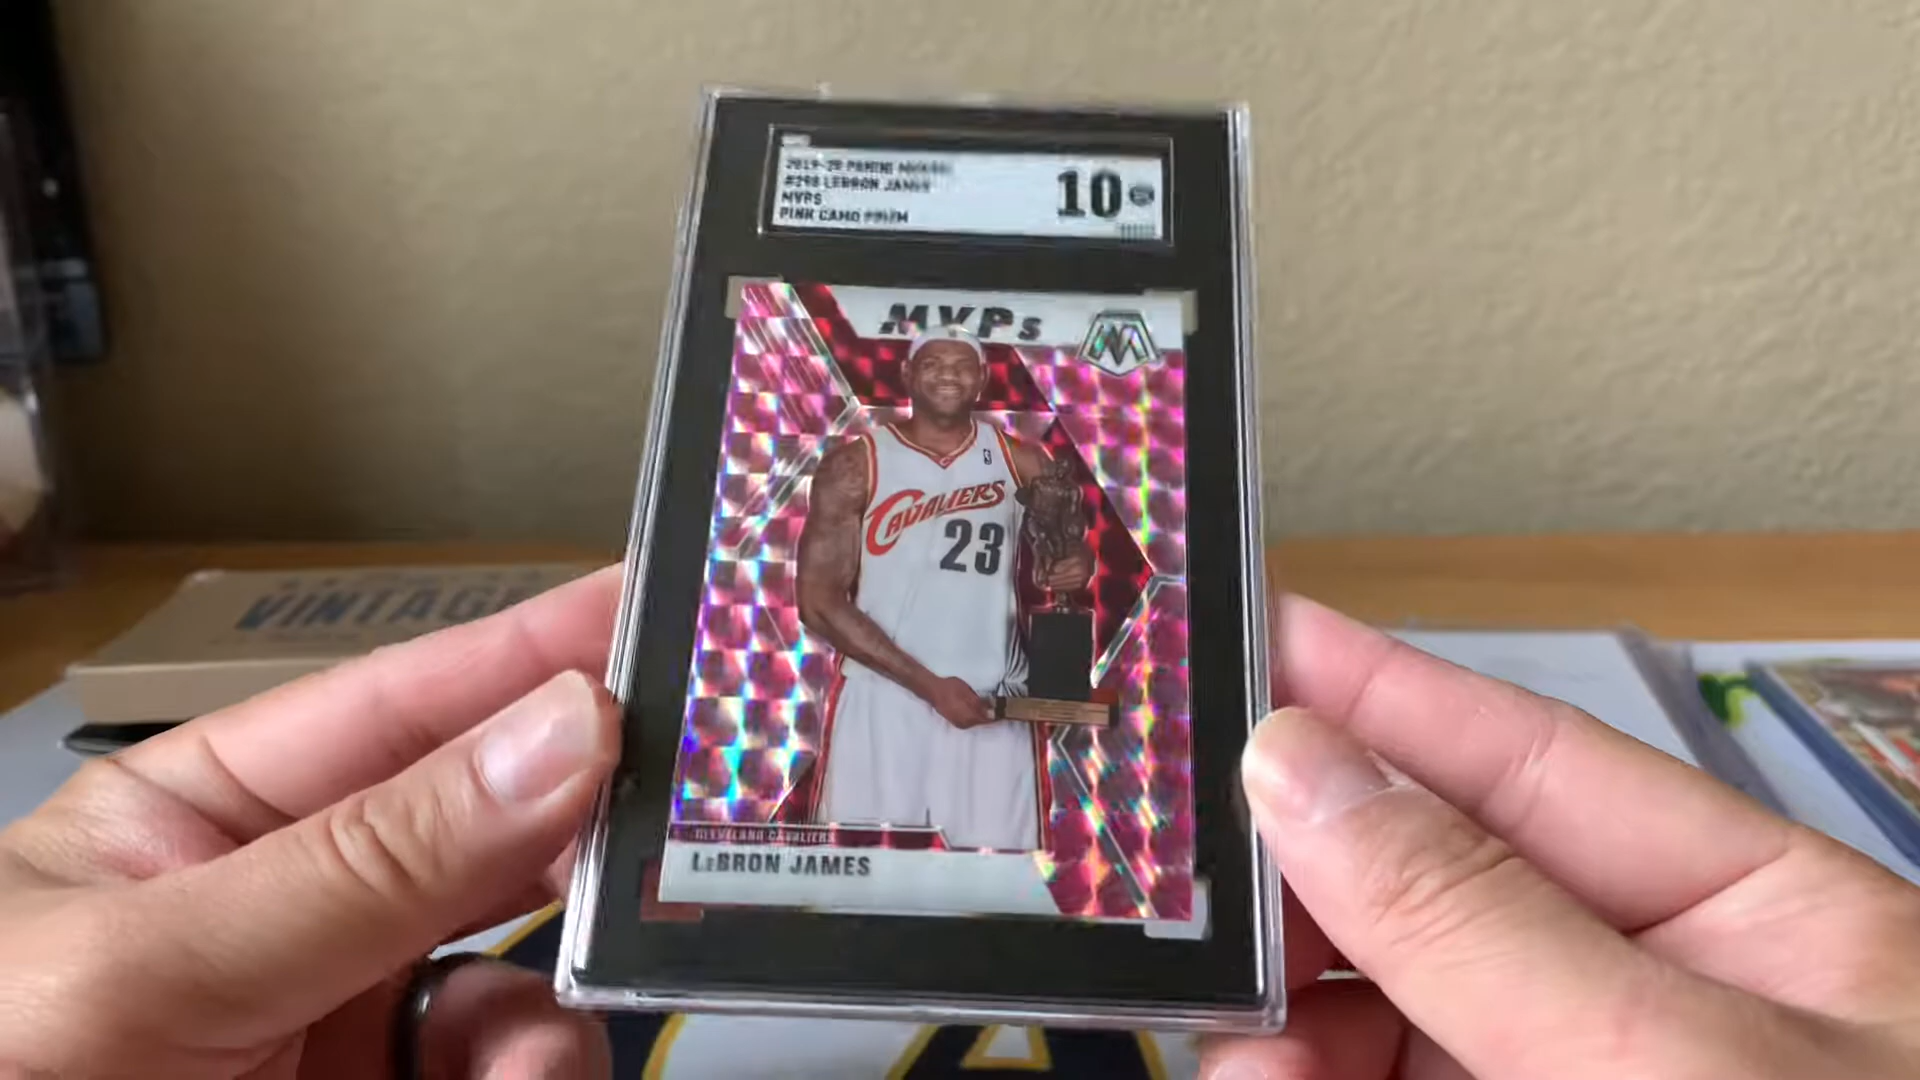 2019-20 PANINI MOSAIC
#298 LEBRON JAMES
MVPS
PINK CAMO PRIZM
10
MVPs
CAVALIERS
23
CLEVELAND CAVALIERS
LeBRON JAMES
VINTAGE